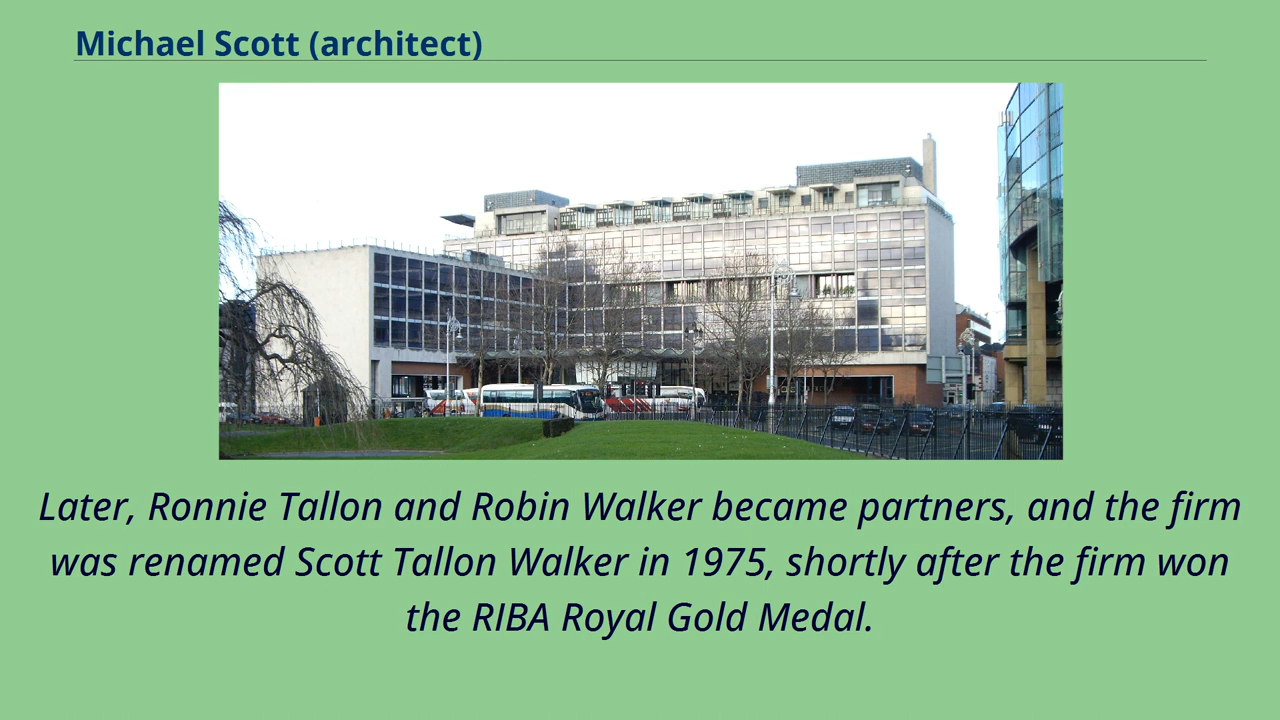 Michael Scott (architect)
Later, Ronnie Tallon and Robin Walker became partners, and the firm
was renamed Scott Tallon Walker in 1975, shortly after the firm won
the RIBA Royal Gold Medal.